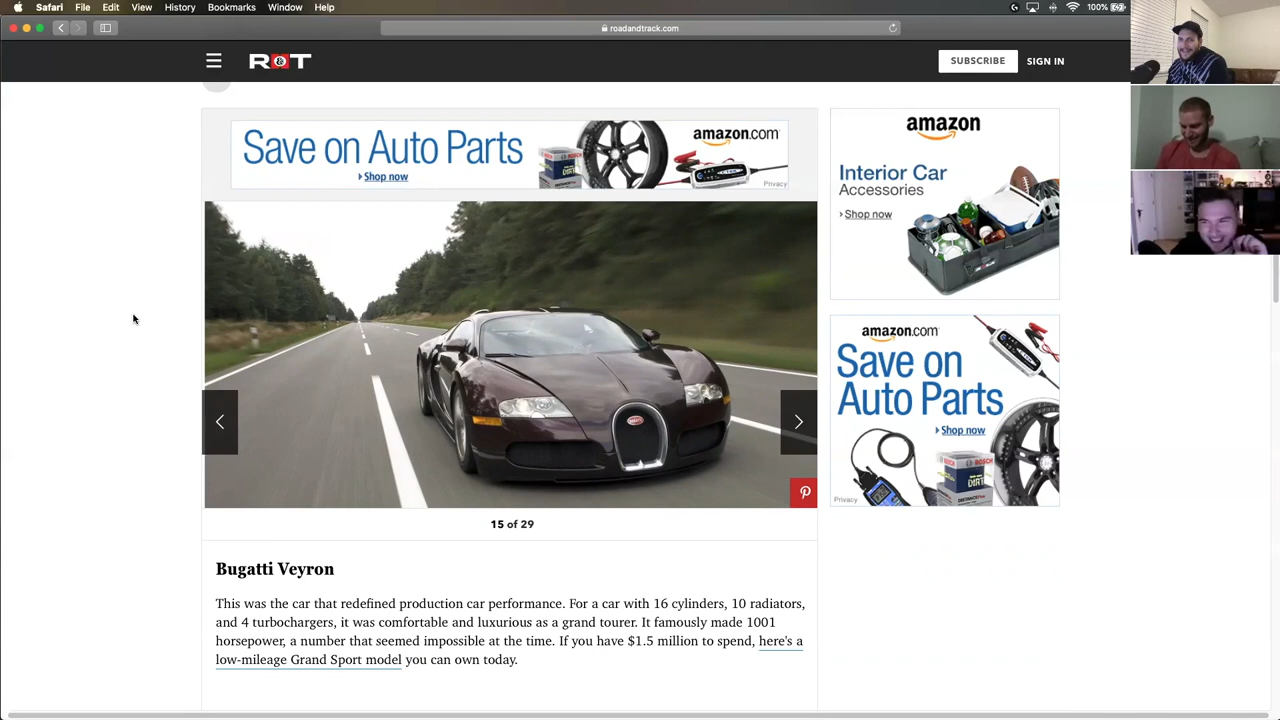 Safari File Edit View History Bookmarks Window Help 100%
roadandtrack.com
R&T
SUBSCRIBE SIGN IN
Save on Auto Parts
Shop now
amazon.com
BOSCH
Privacy
amazon
Interior Car
Accessories
Shop now
amazon.com
Save on
Auto Parts
Shop now
BOSCH
Privacy
15 of 29
Bugatti Veyron
This was the car that redefined production car performance. For a car with 16 cylinders, 10 radiators,
and 4 turbochargers, it was comfortable and luxurious as a grand tourer. It famously made 1001
horsepower, a number that seemed impossible at the time. If you have $1.5 million to spend, here's a
low-mileage Grand Sport model you can own today.